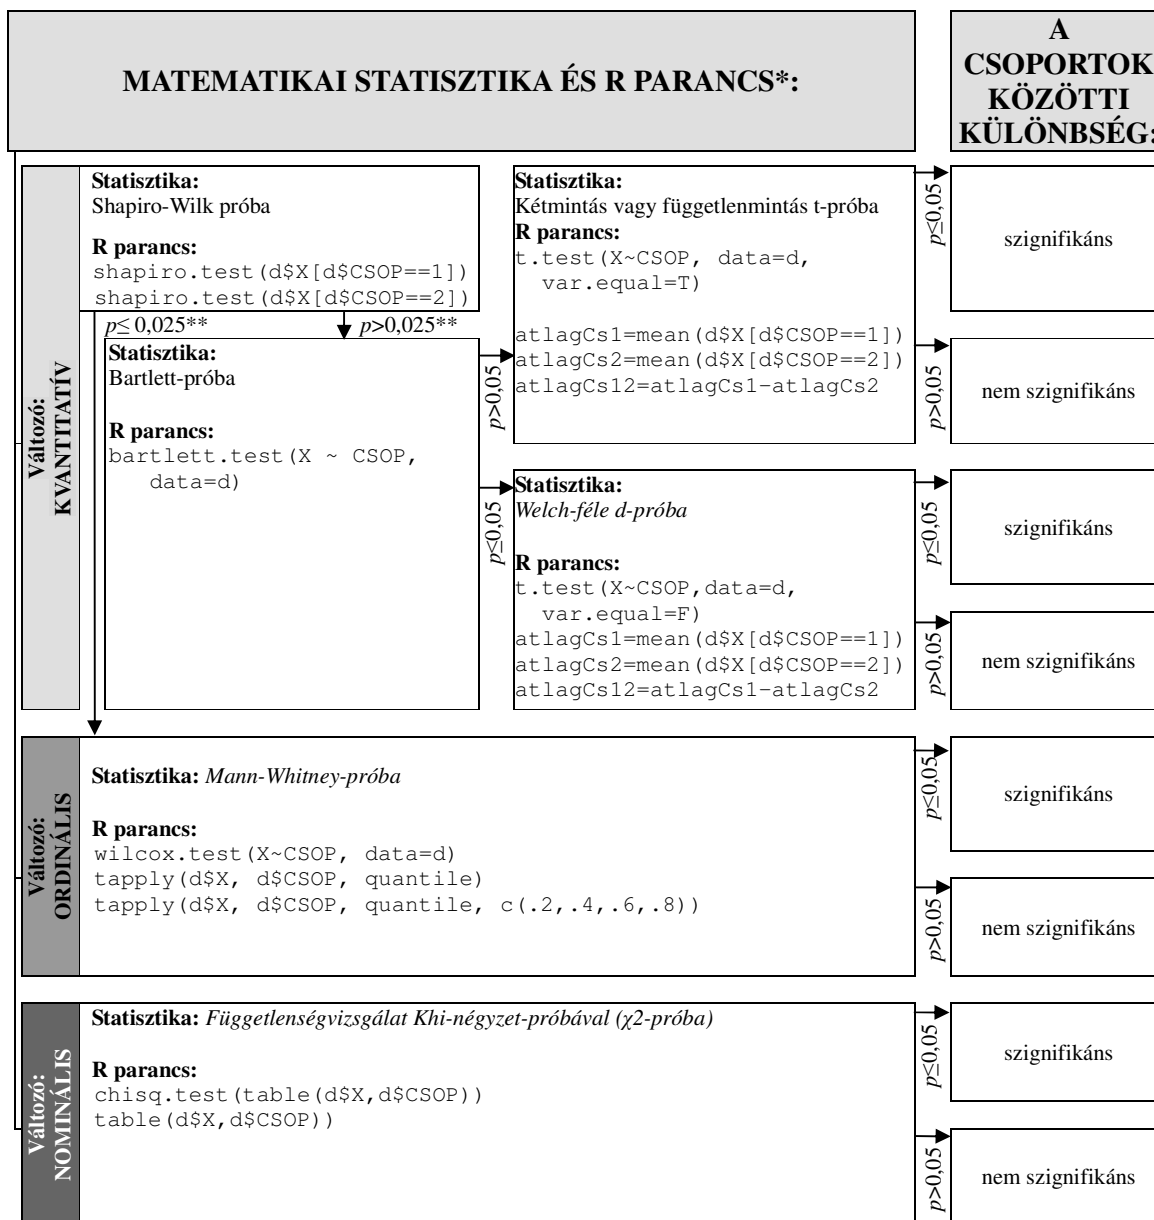 MATEMATIKAI STATISZTIKA ÉS R PARANCS*:
A
CSOPORTOK
KÖZÖTTI
KÜLÖNBSÉG:
Változó:
KVANTITATÍV
Statisztika:
Shapiro-Wilk próba
R parancs:
shapiro.test(d$X[d$CSOP==1])
shapiro.test(d$X[d$CSOP==2])
p≤ 0,025**
p>0,025**
Statisztika:
Bartlett-próba
R parancs:
bartlett.test(X ~ CSOP,
data=d)
p>0,05
p≤0,05
Statisztika:
Kétmintás vagy függetlenmintás t-próba
R parancs:
t.test(X~CSOP, data=d,
var.equal=T)
atlagCs1=mean(d$X[d$CSOP==1])
atlagCs2=mean(d$X[d$CSOP==2])
atlagCs12=atlagCs1-atlagCs2
p≤0,05
szignifikáns
p>0,05
nem szignifikáns
Statisztika:
Welch-féle d-próba
R parancs:
t.test(X~CSOP,data=d,
var.equal=F)
atlagCs1=mean(d$X[d$CSOP==1])
atlagCs2=mean(d$X[d$CSOP==2])
atlagCs12=atlagCs1-atlagCs2
p≤0,05
szignifikáns
p>0,05
nem szignifikáns
Változó:
ORDINÁLIS
Statisztika: Mann-Whitney-próba
R parancs:
wilcox.test(X~CSOP, data=d)
tapply(d$X, d$CSOP, quantile)
tapply(d$X, d$CSOP, quantile, c(.2,.4,.6,.8))
p≤0,05
szignifikáns
p>0,05
nem szignifikáns
Változó:
NOMINÁLIS
Statisztika: Függetlenségvizsgálat Khi-négyzet-próbával (χ2-próba)
R parancs:
chisq.test(table(d$X,d$CSOP))
table(d$X,d$CSOP))
p≤0,05
szignifikáns
p>0,05
nem szignifikáns